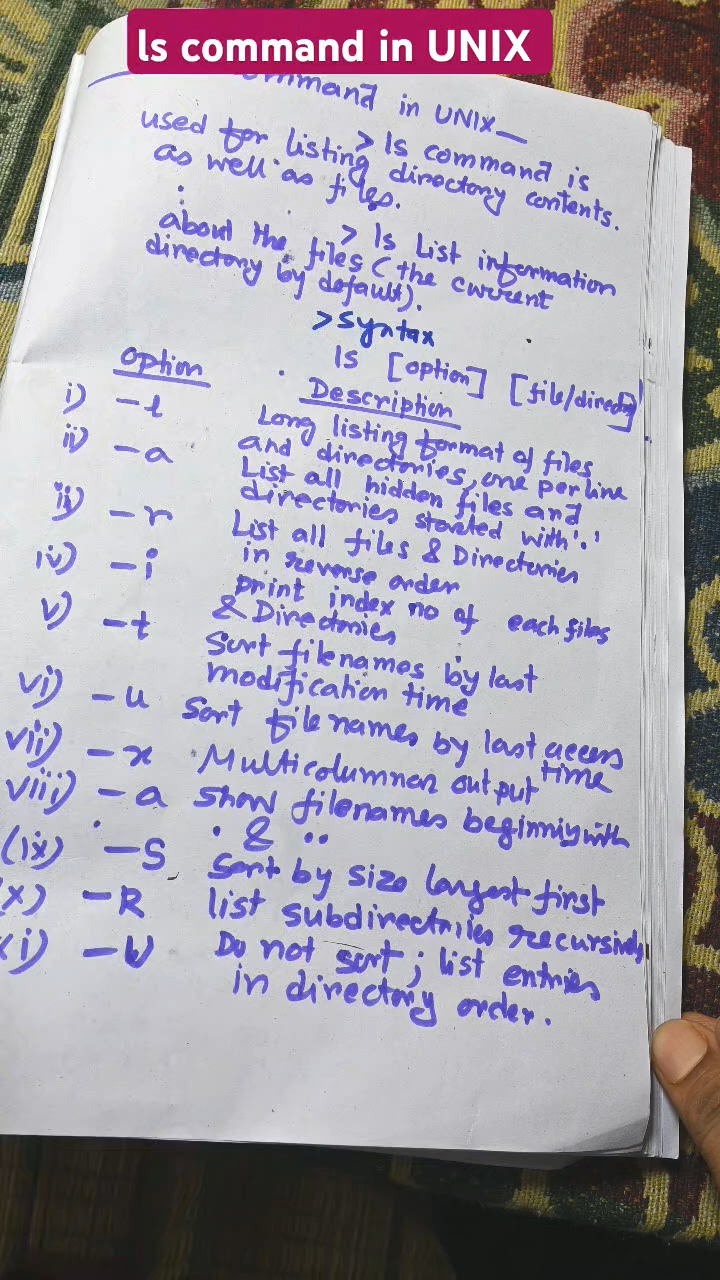 ls command in UNIX
command in UNIX
> ls command is
used for listing directory contents.
as well as files.
> ls List information
about the files (the current
directory by default).
> syntax
ls [option] [file/directory]
option Description
i) -l Long listing format of files
and directories, one per line
ii) -a List all hidden files and
directories started with '.'
iii) -r List all files & Directories
in reverse order
iv) -i print index no of each files
& Directories
v) -t Sort filenames by last
modification time
vi) -u Sort file names by last access
time
vii) -x Multicolumnar output
viii) -a show filenames beginning with
. & ..
(ix) -S Sort by size largest first
(x) -R list subdirectories recursively
xi) -U Do not sort; list entries
in directory order.